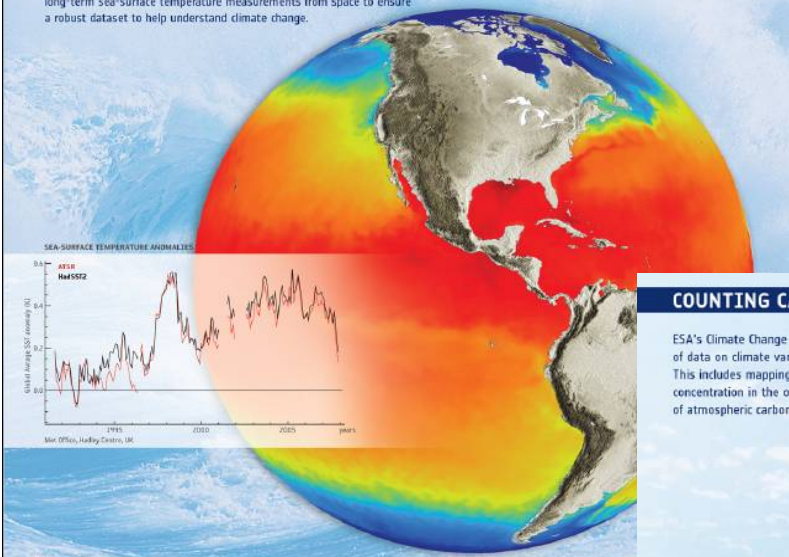 long-term sea-surface temperature measurements from space to ensure
a robust dataset to help understand climate change.
SEA-SURFACE TEMPERATURE ANOMALIES
ATSR
HadSST2
Global Average SST anomaly (K)
0.6
0.4
0.2
0.0
1995
2000
2005
years
Met Office, Hadley Centre, UK
COUNTING
ESA's Climate Change
of data on climate
This includes mapping
concentration in the
of atmospheric